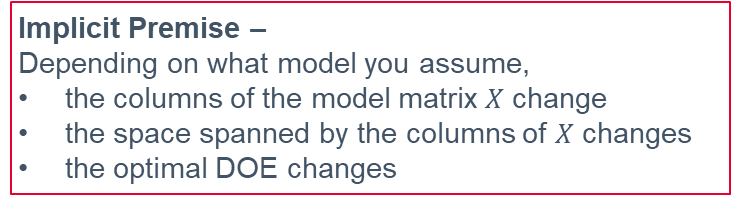 Implicit Premise –
Depending on what model you assume,
• the columns of the model matrix X change
• the space spanned by the columns of X changes
• the optimal DOE changes